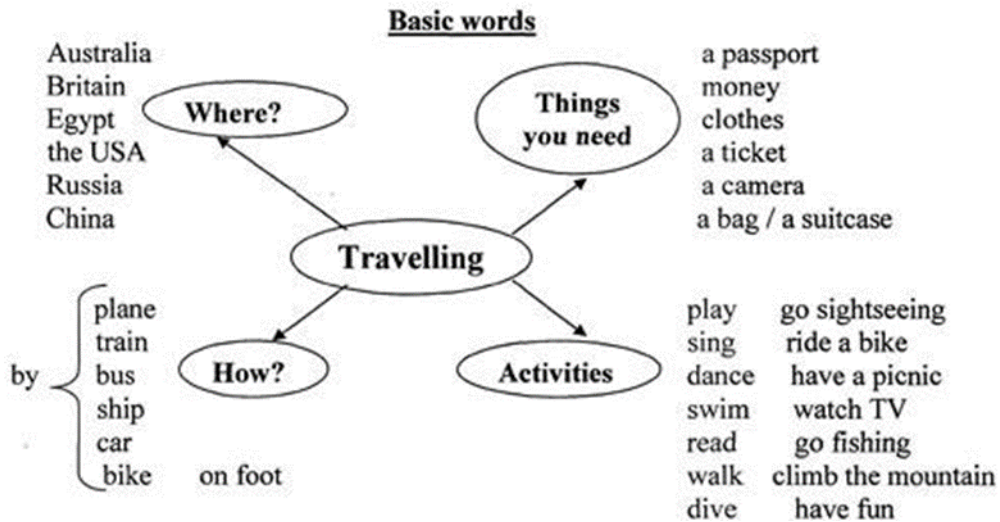 Basic words
Australia
Britain
Egypt
the USA
Russia
China
Where?
Things
you need
a passport
money
clothes
a ticket
a camera
a bag / a suitcase
Travelling
by
plane
train
bus
ship
car
bike on foot
How?
Activities
play go sightseeing
sing ride a bike
dance have a picnic
swim watch TV
read go fishing
walk climb the mountain
dive have fun